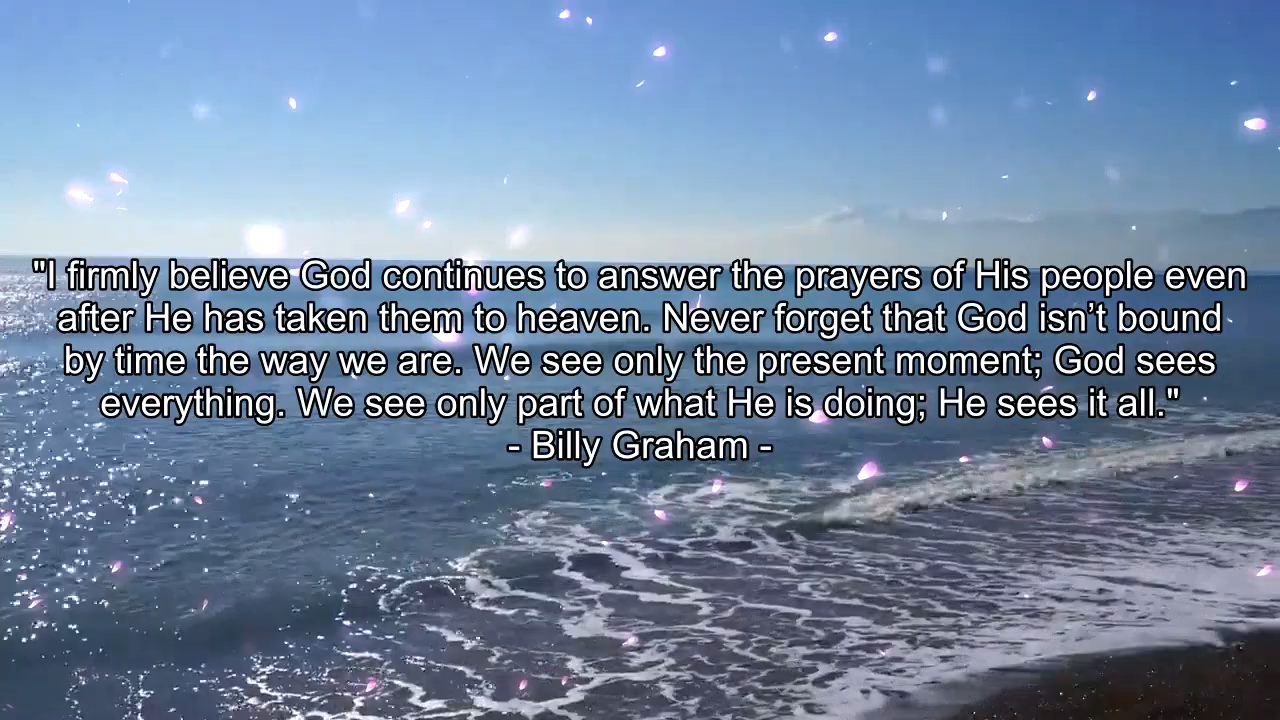 "I firmly believe God continues to answer the prayers of His people even
after He has taken them to heaven. Never forget that God isn’t bound
by time the way we are. We see only the present moment; God sees
everything. We see only part of what He is doing; He sees it all."
- Billy Graham -